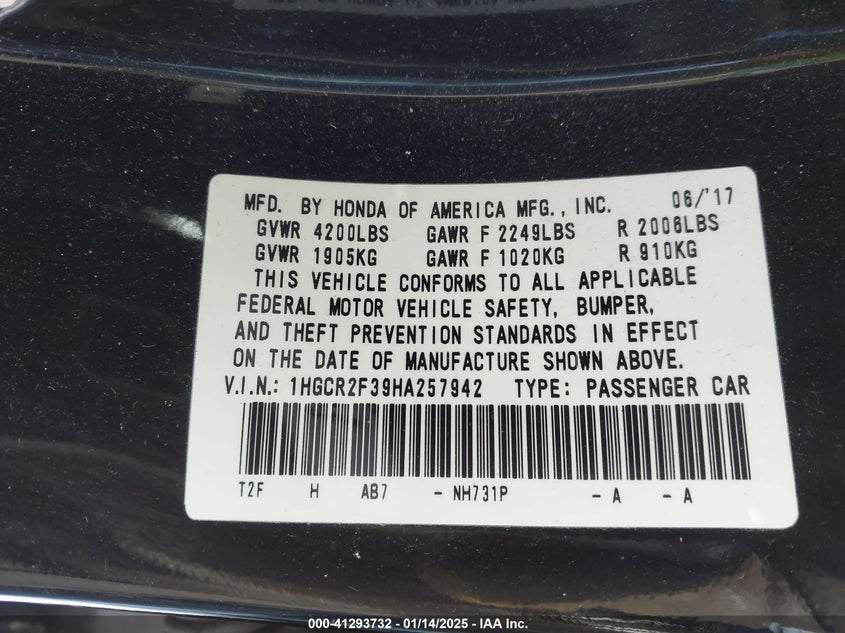 MFD. BY HONDA OF AMERICA MFG., INC. 06/'17
GVWR 4200LBS GAWR F 2249LBS R 2006LBS
GVWR 1905KG GAWR F 1020KG R 910KG
THIS VEHICLE CONFORMS TO ALL APPLICABLE
FEDERAL MOTOR VEHICLE SAFETY, BUMPER,
AND THEFT PREVENTION STANDARDS IN EFFECT
ON THE DATE OF MANUFACTURE SHOWN ABOVE.
V.I.N.: 1HGCR2F39HA257942 TYPE: PASSENGER CAR
T2F H AB7 - NH731P - A - A
000-41293732 - 01/14/2025 - IAA Inc.